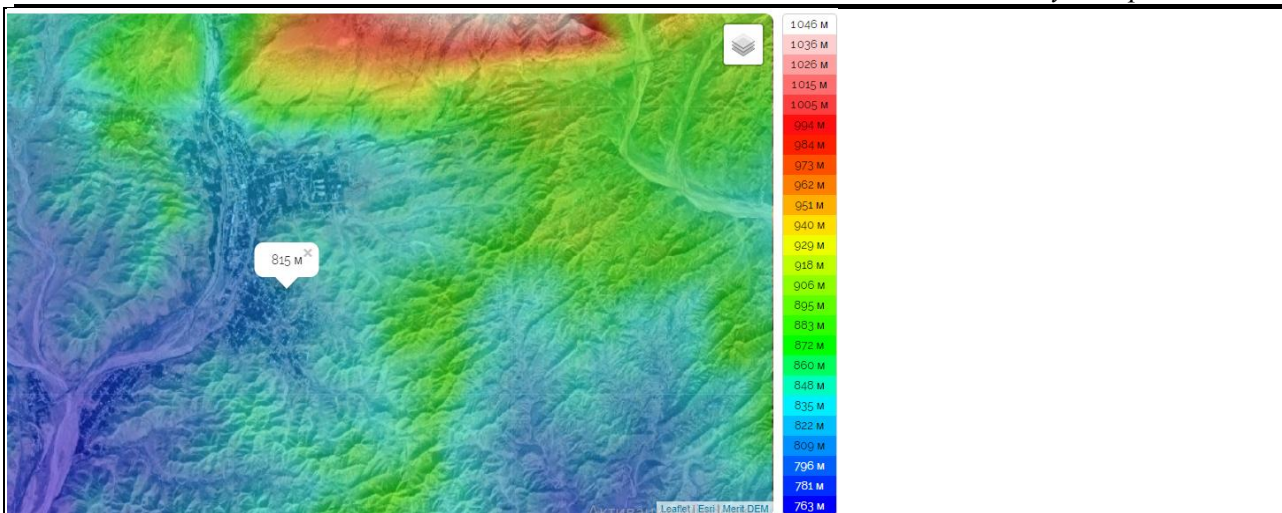 1046 м
1036 м
1026 м
1015 м
1005 м
994 м
984 м
973 м
962 м
951 м
940 м
929 м
918 м
906 м
895 м
883 м
872 м
860 м
848 м
835 м
822 м
809 м
796 м
781 м
763 м
815 м ×
Leaflet | Esri | Merit DEM